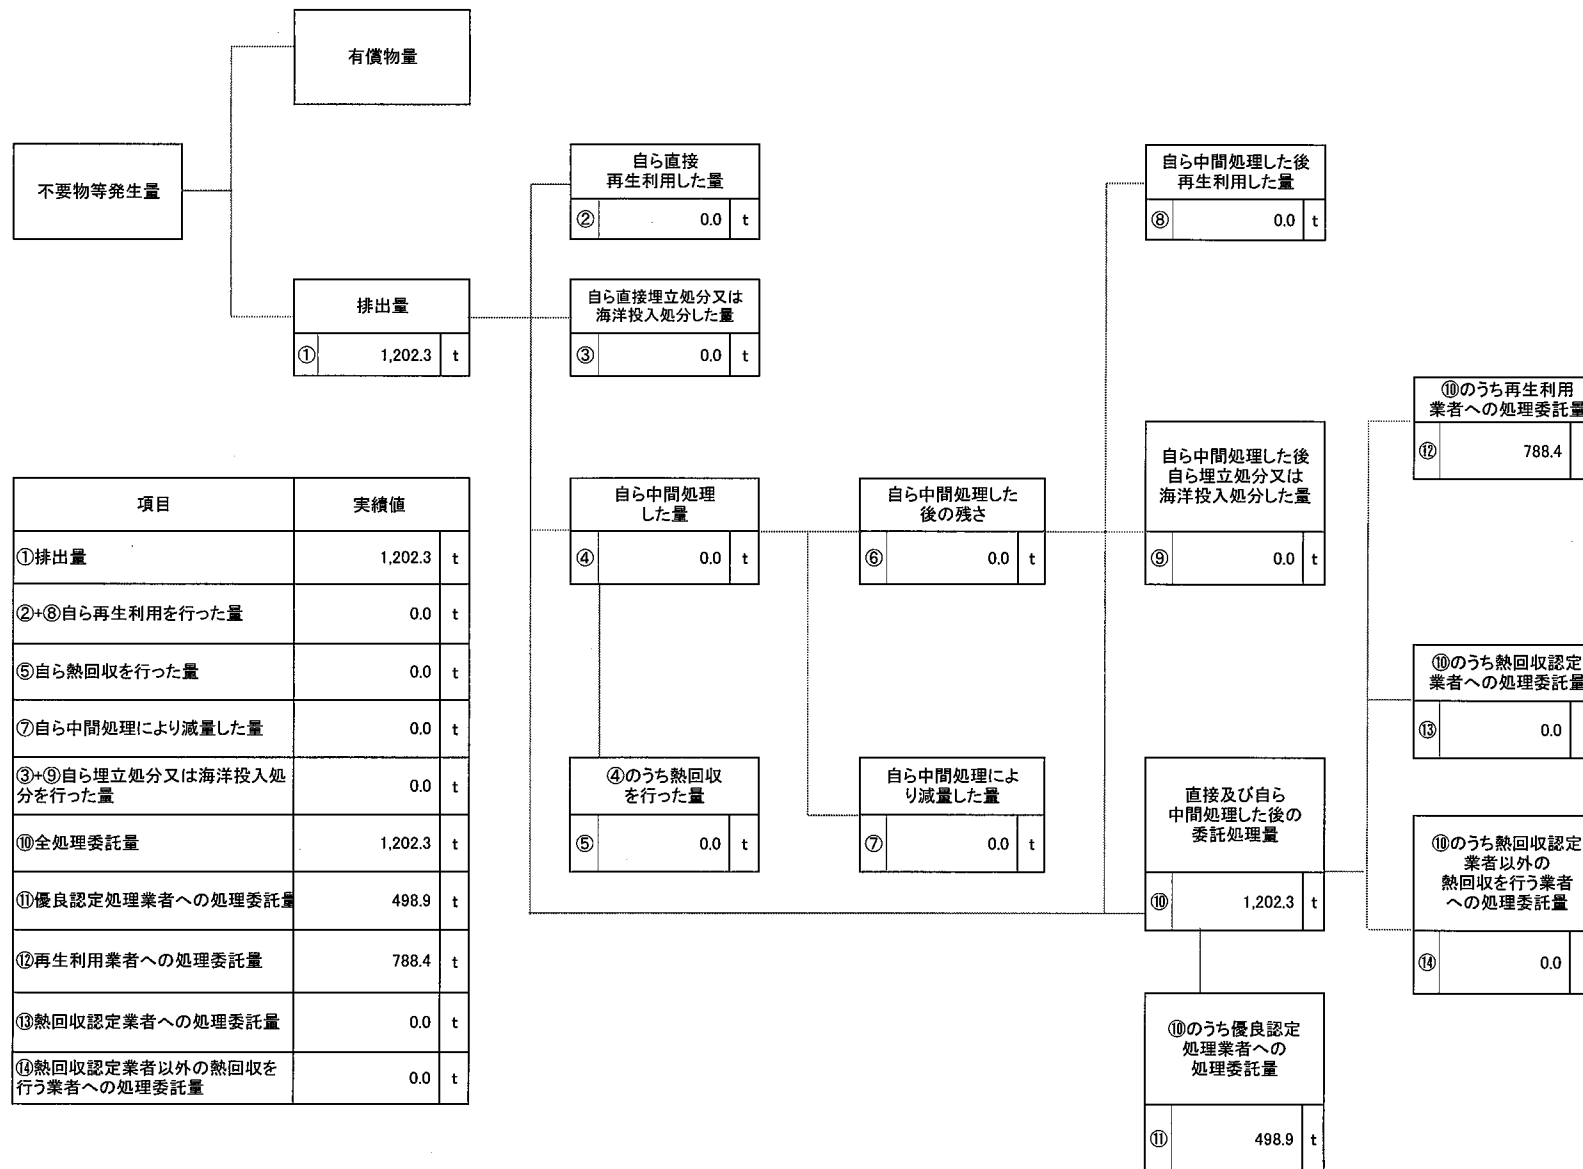 有償物量
不要物等発生量
自ら直接
再生利用した量
② 0.0 t
自ら中間処理した後
再生利用した量
⑧ 0.0 t
排出量
① 1,202.3 t
自ら直接埋立処分又は
海洋投入処分した量
③ 0.0 t
⑩のうち再生利用
業者への処理委託量
⑫ 788.4
自ら中間処理した後
自ら埋立処分又は
海洋投入処分した量
⑨ 0.0 t
自ら中間処理
した量
④ 0.0 t
自ら中間処理した
後の残さ
⑥ 0.0 t
項目 実績値
①排出量 1,202.3 t
②+⑧自ら再生利用を行った量 0.0 t
⑤自ら熱回収を行った量 0.0 t
⑦自ら中間処理により減量した量 0.0 t
③+⑨自ら埋立処分又は海洋投入処
分を行った量 0.0 t
⑩全処理委託量 1,202.3 t
⑪優良認定処理業者への処理委託量 498.9 t
⑫再生利用業者への処理委託量 788.4 t
⑬熱回収認定業者への処理委託量 0.0 t
⑭熱回収認定業者以外の熱回収を
行う業者への処理委託量 0.0 t
④のうち熱回収
を行った量
⑤ 0.0 t
自ら中間処理によ
り減量した量
⑦ 0.0 t
直接及び自ら
中間処理した後の
委託処理量
⑩ 1,202.3 t
⑩のうち熱回収認定
業者への処理委託量
⑬ 0.0
⑩のうち熱回収認定
業者以外の
熱回収を行う業者
への処理委託量
⑭ 0.0
⑩のうち優良認定
処理業者への
処理委託量
⑪ 498.9 t